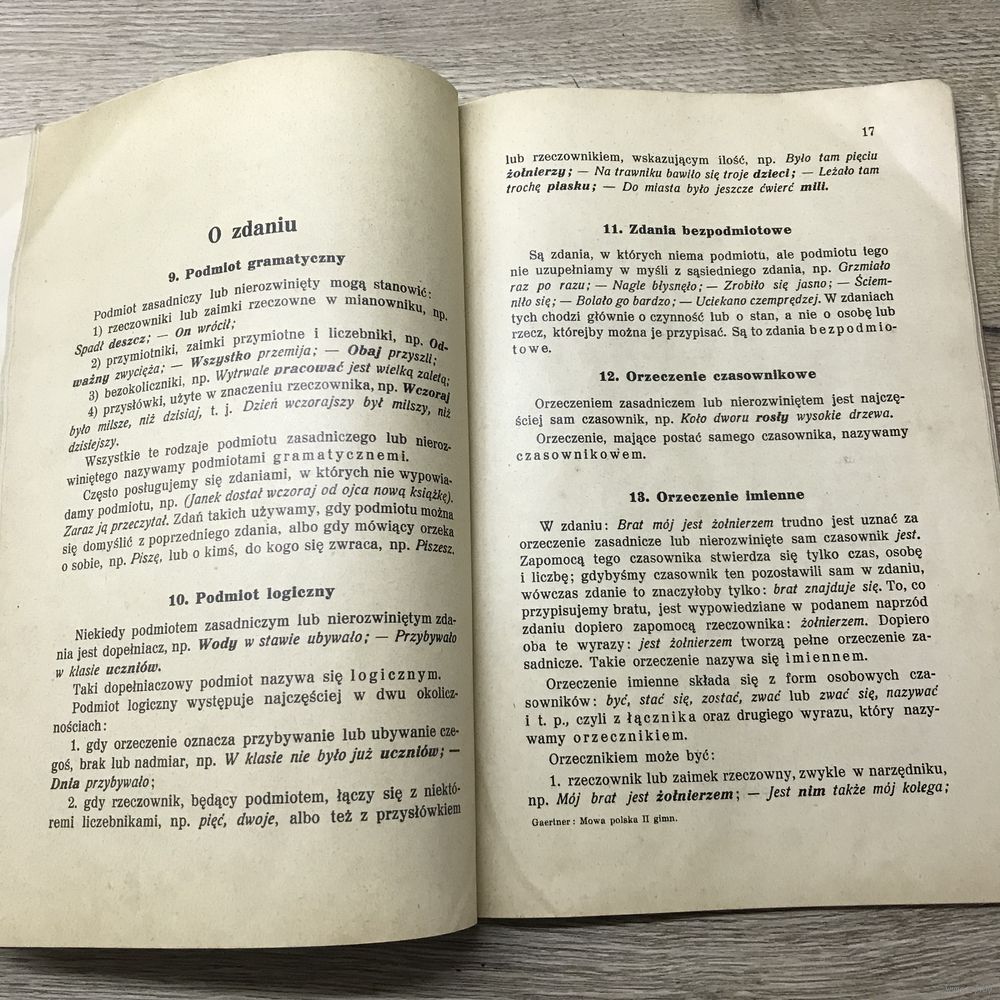 O zdaniu
9. Podmiot gramatyczny
Podmiot zasadniczy lub nierozwinięty mogą stanowić:
1) rzeczowniki lub zaimki rzeczowne w mianowniku, np.
Spadł deszcz; — On wrócił;
2) przymiotniki, zaimki przymiotne i liczebniki, np. Od-
ważny zwycięża; — Wszystko przemija; — Obaj przyszli;
3) bezokoliczniki, np. Wytrwale pracować jest wielką zaletą;
4) przysłówki, użyte w znaczeniu rzeczownika, np. Wczoraj
było milsze, niż dzisiaj, t. j. Dzień wczorajszy był milszy, niż
dzisiejszy.
Wszystkie te rodzaje podmiotu zasadniczego lub nieroz-
winiętego nazywamy podmiotami gramatycznemi.
Często posługujemy się zdaniami, w których nie wypowia-
damy podmiotu, np. (Janek dostał wczoraj od ojca nową książkę).
Zaraz ją przeczytał. Zdań takich używamy, gdy podmiotu można
się domyślić z poprzedniego zdania, albo gdy mówiący orzeka
o sobie, np. Piszę, lub o kimś, do kogo się zwraca, np. Piszesz.
10. Podmiot logiczny
Niekiedy podmiotem zasadniczym lub nierozwiniętym zda-
nia jest dopełniacz, np. Wody w stawie ubywało; — Przybywało
w klasie uczniów.
Taki dopełniaczowy podmiot nazywa się logicznym.
Podmiot logiczny występuje najczęściej w dwu okolicz-
nościach:
1. gdy orzeczenie oznacza przybywanie lub ubywanie cze-
goś, brak lub nadmiar, np. W klasie nie było już uczniów; —
Dnia przybywało;
2. gdy rzeczownik, będący podmiotem, łączy się z niektó-
remi liczebnikami, np. pięć, dwoje, albo też z przysłówkiem
17
lub rzeczownikiem, wskazującym ilość, np. Było tam pięciu
żołnierzy; — Na trawniku bawiło się troje dzieci; — Leżało tam
trochę piasku; — Do miasta było jeszcze ćwierć mili.
11. Zdania bezpodmiotowe
Są zdania, w których niema podmiotu, ale podmiotu tego
nie uzupełniamy w myśli z sąsiedniego zdania, np. Grzmiało
raz po razu; — Nagle błysnęło; — Zrobiło się jasno; — Ściem-
niło się; — Bolało go bardzo; — Uciekano czemprędzej. W zdaniach
tych chodzi głównie o czynność lub o stan, a nie o osobę lub
rzecz, którejby można je przypisać. Są to zdania bezpodmio-
towe.
12. Orzeczenie czasownikowe
Orzeczeniem zasadniczem lub nierozwiniętem jest najczę-
ściej sam czasownik, np. Koło dworu rosły wysokie drzewa.
Orzeczenie, mające postać samego czasownika, nazywamy
czasownikowem.
13. Orzeczenie imienne
W zdaniu: Brat mój jest żołnierzem trudno jest uznać za
orzeczenie zasadnicze lub nierozwinięte sam czasownik jest.
Zapomocą tego czasownika stwierdza się tylko czas, osobę
i liczbę; gdybyśmy czasownik ten pozostawili sam w zdaniu,
wówczas zdanie to znaczyłoby tylko: brat znajduje się. To, co
przypisujemy bratu, jest wypowiedziane w podanem naprzód
zdaniu dopiero zapomocą rzeczownika: żołnierzem. Dopiero
oba te wyrazy: jest żołnierzem tworzą pełne orzeczenie za-
sadnicze. Takie orzeczenie nazywa się imiennem.
Orzeczenie imienne składa się z form osobowych cza-
sowników: być, stać się, zostać, zwać lub zwać się, nazywać
i t. p., czyli z łącznika oraz drugiego wyrazu, który nazy-
wamy orzecznikiem.
Orzecznikiem może być:
1. rzeczownik lub zaimek rzeczowny, zwykle w narzędniku,
np. Mój brat jest żołnierzem; — Jest nim także mój kolega;
Gaertner: Mowa polska II gimn.